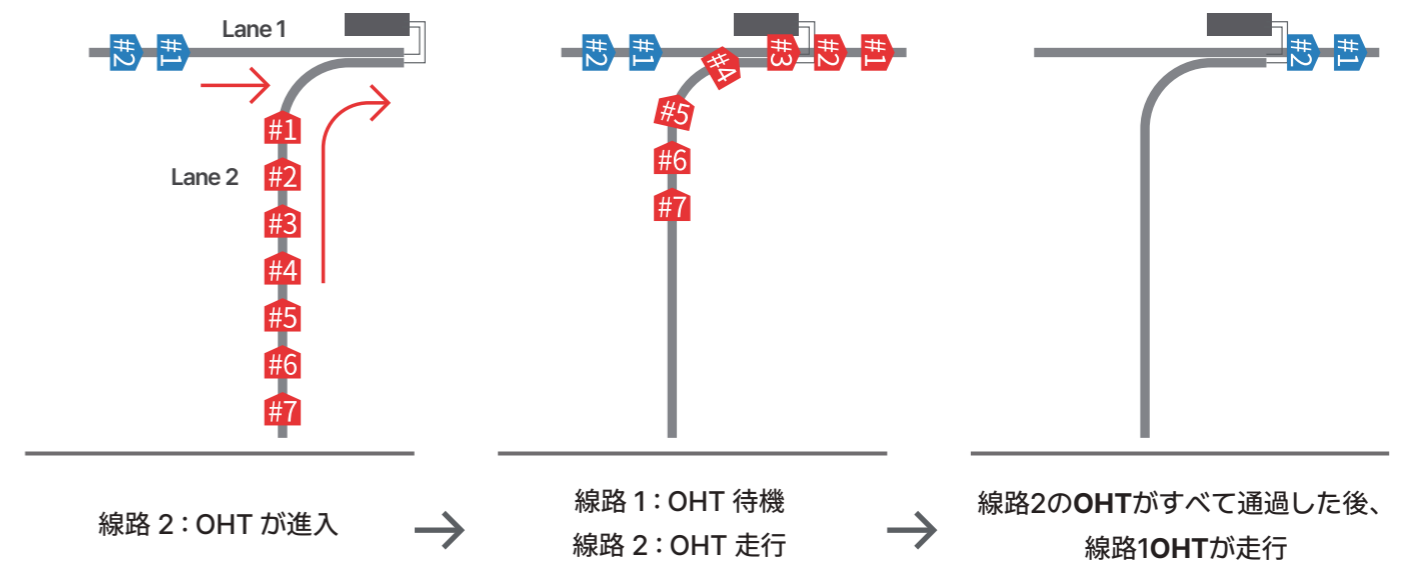 Lane 1
#2 #1
Lane 2
#1
#2
#3
#4
#5
#6
#7
線路 2：OHT が進入
#2 #1 #3 #2 #1
#4
#5
#6
#7
線路 1：OHT 待機
線路 2：OHT 走行
#2 #1
線路2のOHTがすべて通過した後、
線路1OHTが走行